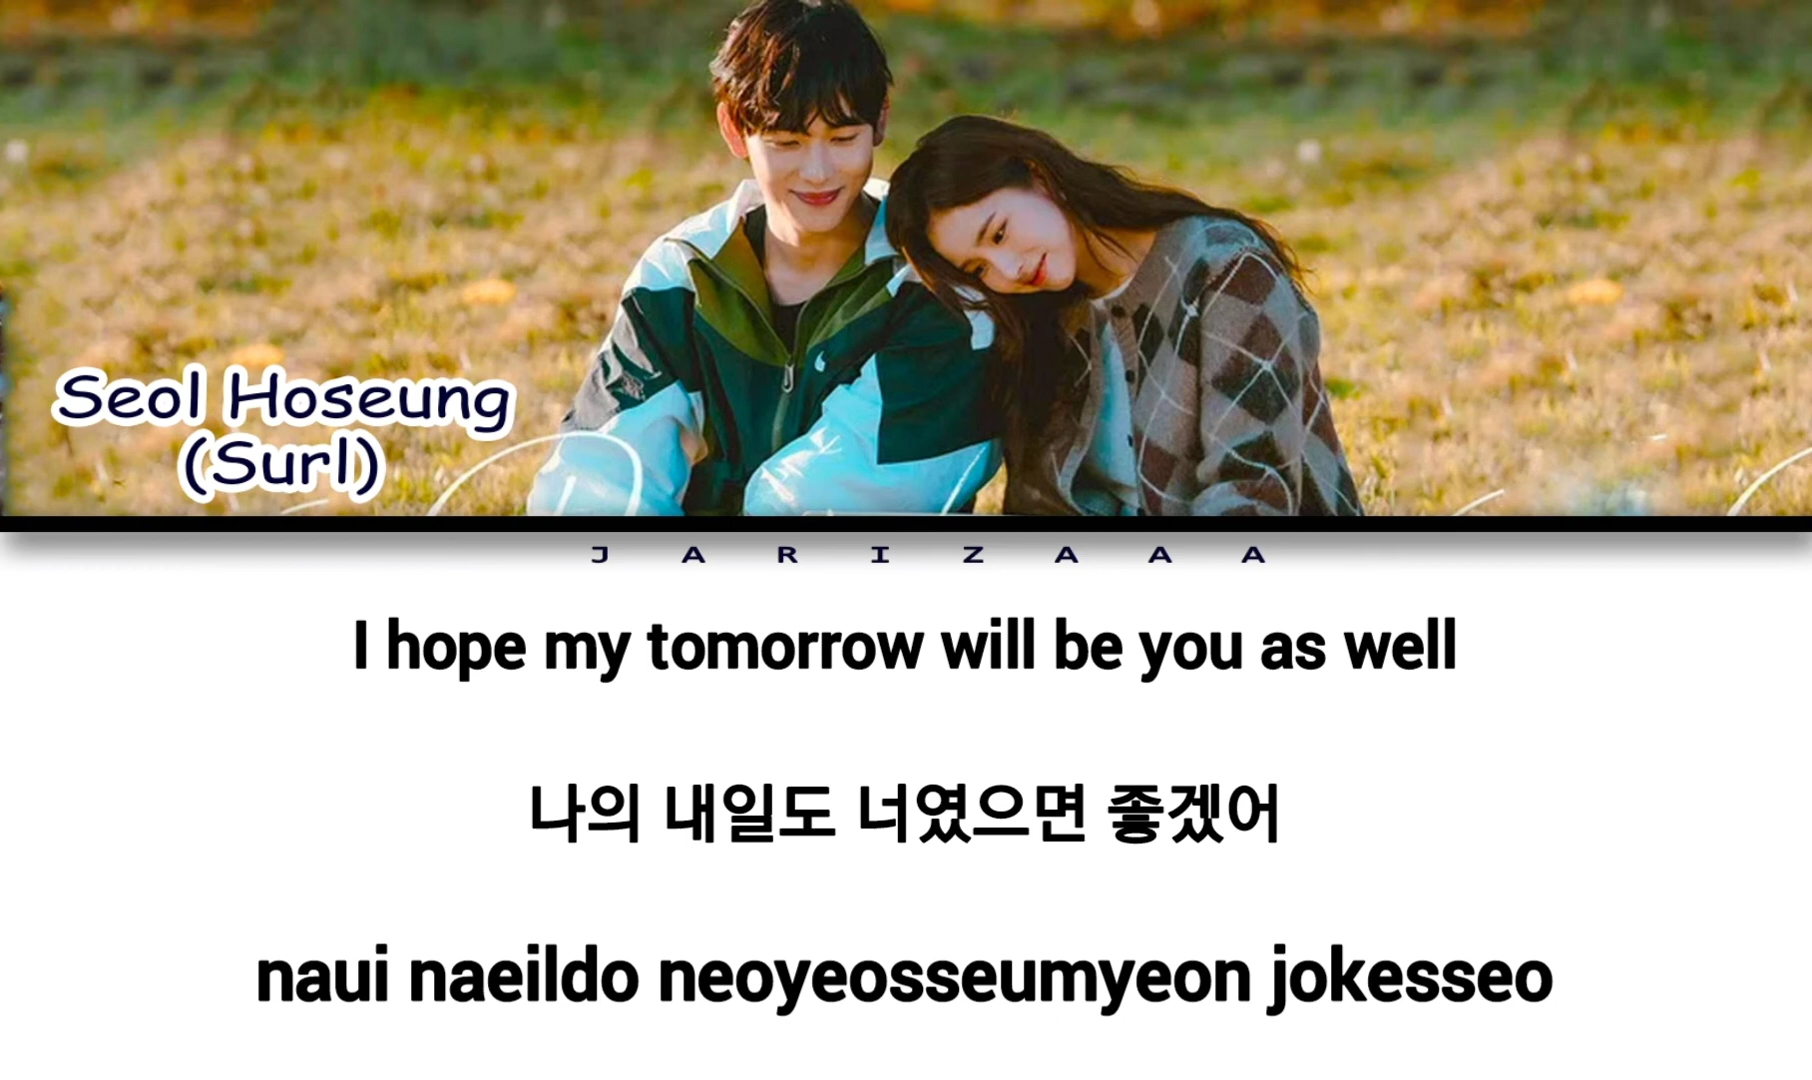 Seol Hoseung
(Surl)
J A R I Z A A A
I hope my tomorrow will be you as well
나의 내일도 너였으면 좋겠어
naui naeildo neoyeosseumyeon jokesseo